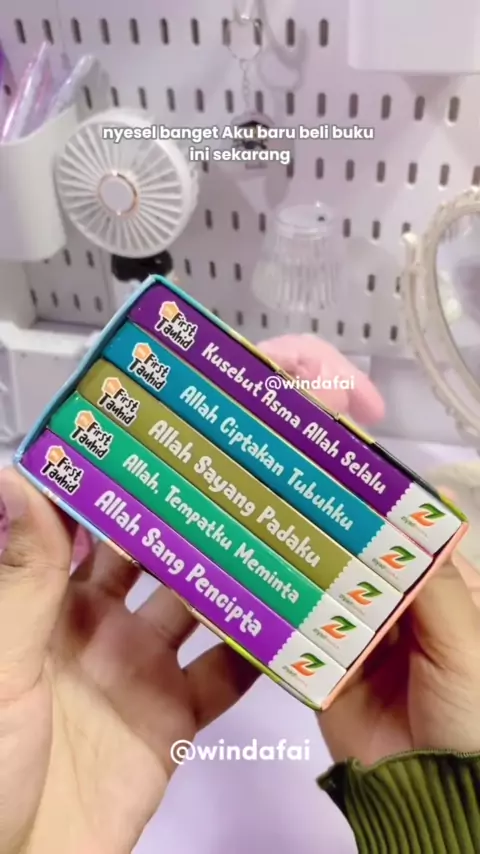 nyesel banget Aku baru beli buku
ini sekarang
First
Tauhid
Kusebut Asma Allah Selalu
@windafai
First
Tauhid
Allah Ciptakan Tubuhku
First
Tauhid
Allah Sayang Padaku
First
Tauhid
Allah, Tempatku Meminta
First
Tauhid
Allah Sang Pencipta
@windafai